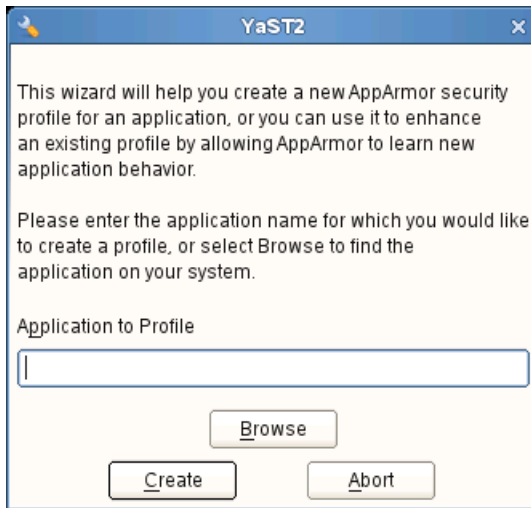 YaST2
This wizard will help you create a new AppArmor security
profile for an application, or you can use it to enhance
an existing profile by allowing AppArmor to learn new
application behavior.
Please enter the application name for which you would like
to create a profile, or select Browse to find the
application on your system.
Application to Profile
Browse
Create Abort